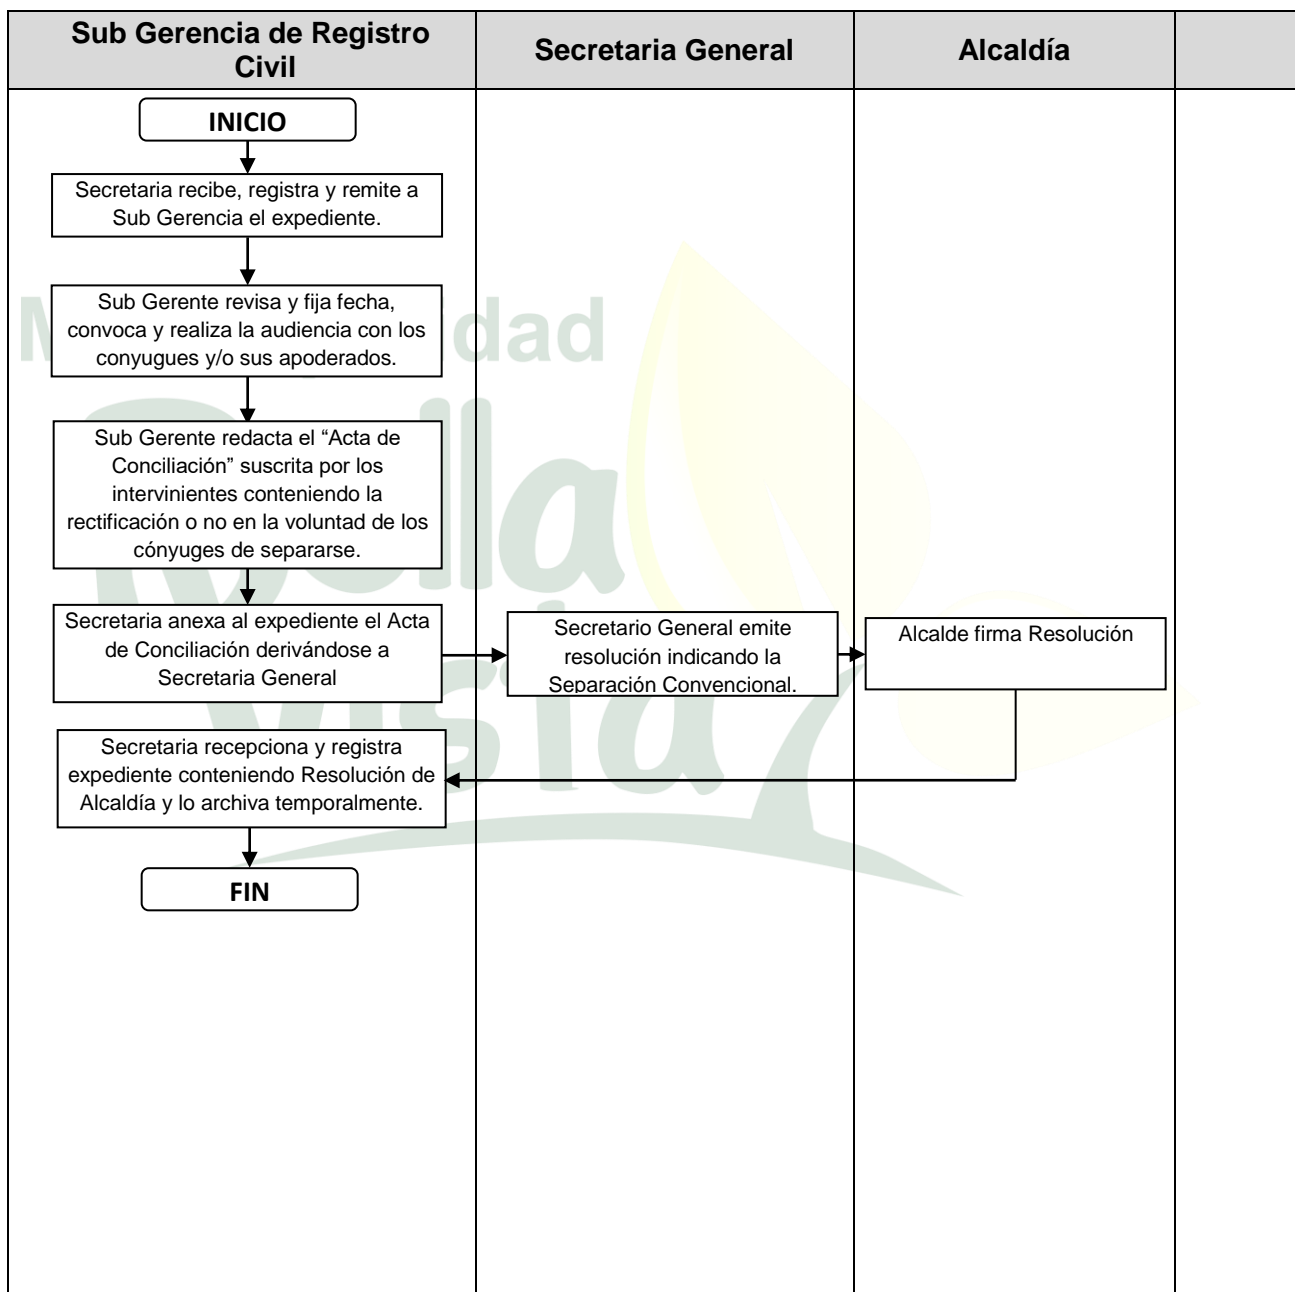 Sub Gerencia de Registro
Civil
Secretaria General
Alcaldía
INICIO
Secretaria recibe, registra y remite a
Sub Gerencia el expediente.
Sub Gerente revisa y fija fecha,
convoca y realiza la audiencia con los
conyugues y/o sus apoderados.
Sub Gerente redacta el “Acta de
Conciliación” suscrita por los
intervinientes conteniendo la
rectificación o no en la voluntad de los
cónyuges de separarse.
Secretaria anexa al expediente el Acta
de Conciliación derivándose a
Secretaria General
Secretario General emite
resolución indicando la
Separación Convencional.
Alcalde firma Resolución
Secretaria recepciona y registra
expediente conteniendo Resolución de
Alcaldía y lo archiva temporalmente.
FIN